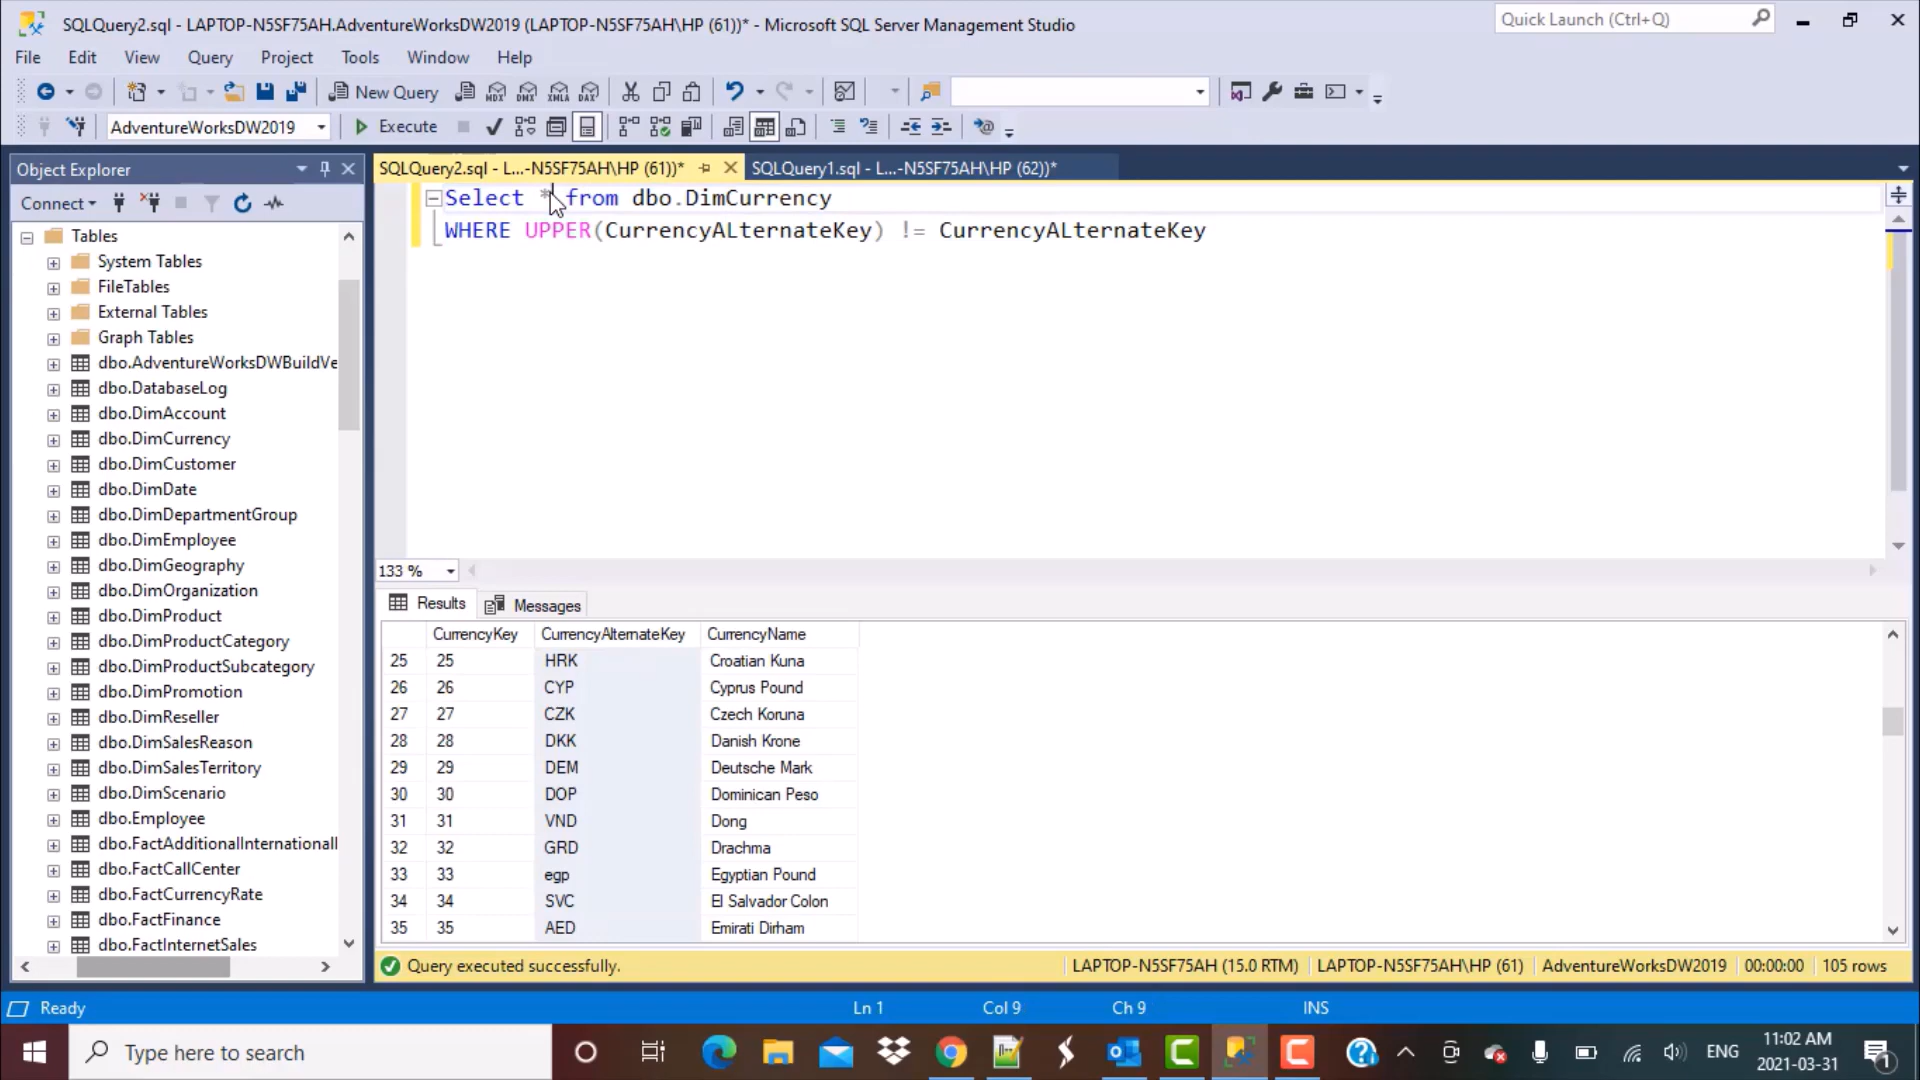 SQLQuery2.sql - LAPTOP-N5SF75AH.AdventureWorksDW2019 (LAPTOP-N5SF75AH\HP (61))* - Microsoft SQL Server Management Studio
Quick Launch (Ctrl+Q)
File Edit View Query Project Tools Window Help
New Query
AdventureWorksDW2019
Execute
Object Explorer
Connect
Tables
System Tables
FileTables
External Tables
Graph Tables
dbo.AdventureWorksDWBuildVe
dbo.DatabaseLog
dbo.DimAccount
dbo.DimCurrency
dbo.DimCustomer
dbo.DimDate
dbo.DimDepartmentGroup
dbo.DimEmployee
dbo.DimGeography
dbo.DimOrganization
dbo.DimProduct
dbo.DimProductCategory
dbo.DimProductSubcategory
dbo.DimPromotion
dbo.DimReseller
dbo.DimSalesReason
dbo.DimSalesTerritory
dbo.DimScenario
dbo.Employee
dbo.FactAdditionalInternationalI
dbo.FactCallCenter
dbo.FactCurrencyRate
dbo.FactFinance
dbo.FactInternetSales
SQLQuery2.sql - L...-N5SF75AH\HP (61))* SQLQuery1.sql - L...-N5SF75AH\HP (62))*
Select * from dbo.DimCurrency
WHERE UPPER(CurrencyALternateKey) != CurrencyALternateKey
133 %
Results Messages
CurrencyKey CurrencyAlternateKey CurrencyName
25 25 HRK Croatian Kuna
26 26 CYP Cyprus Pound
27 27 CZK Czech Koruna
28 28 DKK Danish Krone
29 29 DEM Deutsche Mark
30 30 DOP Dominican Peso
31 31 VND Dong
32 32 GRD Drachma
33 33 egp Egyptian Pound
34 34 SVC El Salvador Colon
35 35 AED Emirati Dirham
Query executed successfully. LAPTOP-N5SF75AH (15.0 RTM) LAPTOP-N5SF75AH\HP (61) AdventureWorksDW2019 00:00:00 105 rows
Ready Ln 1 Col 9 Ch 9 INS
Type here to search
ENG
11:02 AM
2021-03-31
1